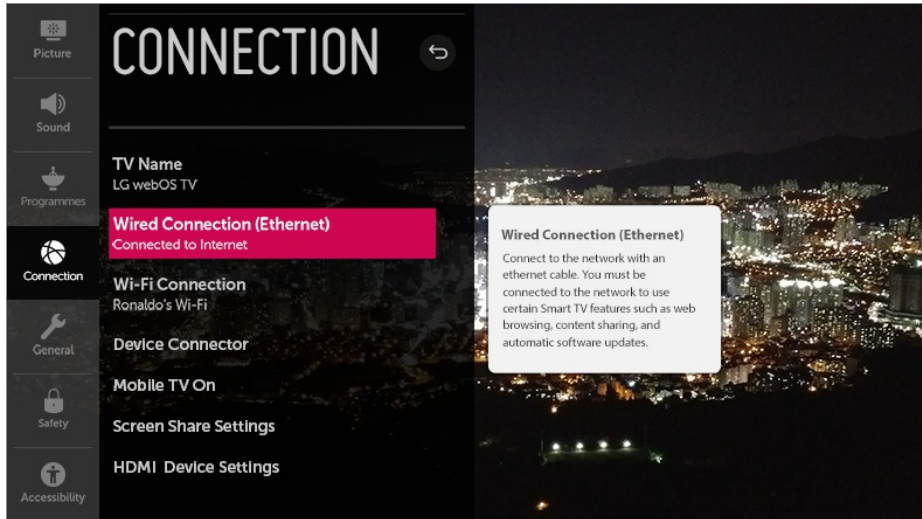 Picture
Sound
Programmes
Connection
General
Safety
Accessibility
CONNECTION
TV Name
LG webOS TV
Wired Connection (Ethernet)
Connected to Internet
Wi-Fi Connection
Ronaldo's Wi-Fi
Device Connector
Mobile TV On
Screen Share Settings
HDMI Device Settings
Wired Connection (Ethernet)
Connect to the network with an
ethernet cable. You must be
connected to the network to use
certain Smart TV features such as web
browsing, content sharing, and
automatic software updates.